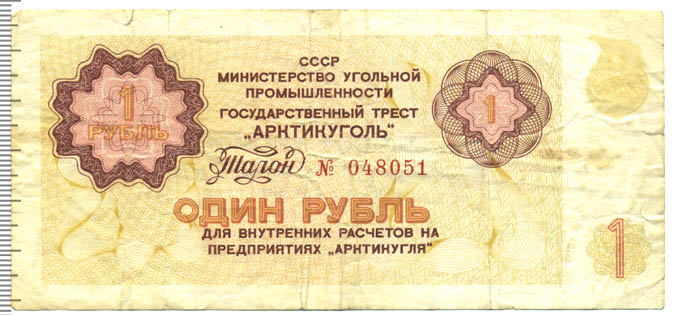 СССР
МИНИСТЕРСТВО УГОЛЬНОЙ
ПРОМЫШЛЕННОСТИ
ГОСУДАРСТВЕННЫЙ ТРЕСТ
„АРКТИКУГОЛЬ"
1
РУБЛЬ
1
Талон № 048051
ОДИН РУБЛЬ
ДЛЯ ВНУТРЕННИХ РАСЧЕТОВ НА
ПРЕДПРИЯТИЯХ „АРКТИКУГЛЯ"
1